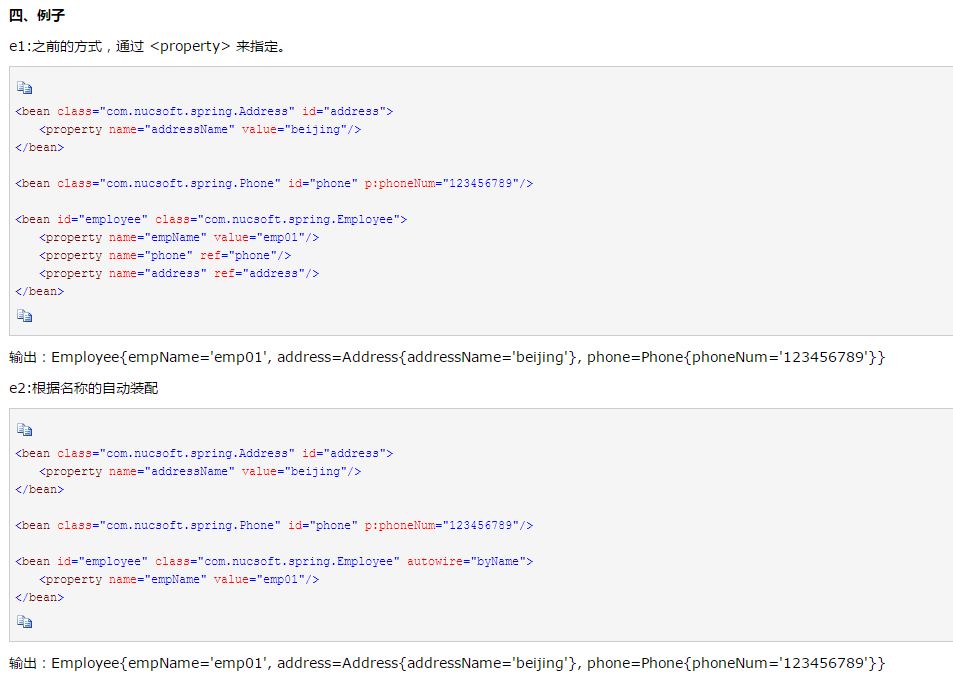 四、例子
e1:之前的方式，通过 <property> 来指定。
<bean class="com.nucsoft.spring.Address" id="address">
<property name="addressName" value="beijing"/>
</bean>
<bean class="com.nucsoft.spring.Phone" id="phone" p:phoneNum="123456789"/>
<bean id="employee" class="com.nucsoft.spring.Employee">
<property name="empName" value="emp01"/>
<property name="phone" ref="phone"/>
<property name="address" ref="address"/>
</bean>
输出：Employee{empName='emp01', address=Address{addressName='beijing'}, phone=Phone{phoneNum='123456789'}}
e2:根据名称的自动装配
<bean class="com.nucsoft.spring.Address" id="address">
<property name="addressName" value="beijing"/>
</bean>
<bean class="com.nucsoft.spring.Phone" id="phone" p:phoneNum="123456789"/>
<bean id="employee" class="com.nucsoft.spring.Employee" autowire="byName">
<property name="empName" value="emp01"/>
</bean>
输出：Employee{empName='emp01', address=Address{addressName='beijing'}, phone=Phone{phoneNum='123456789'}}